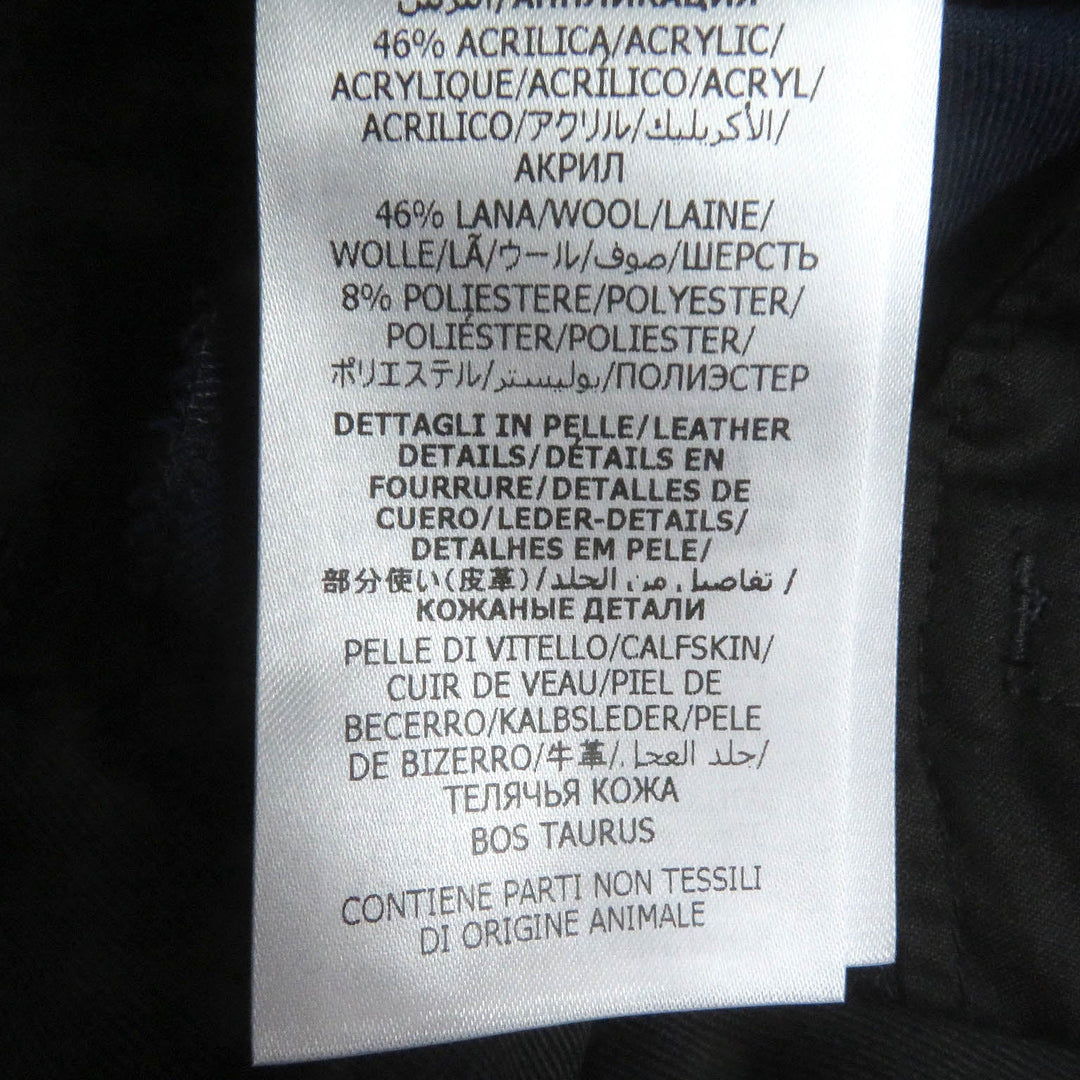 /АППЛИКАЦИЯ
46% ACRILICA/ACRYLIC/
ACRYLIQUE/ACRÍLICO/ACRYL/
ACRILICO/アクリル/الأكريليك/
АКРИЛ
46% LANA/WOOL/LAINE/
WOLLE/LÃ/ウール/صوف/ШЕРСТЬ
8% POLIESTERE/POLYESTER/
POLIÉSTER/POLIESTER/
ポリエステル/بوليستر/ПОЛИЭСТЕР
DETTAGLI IN PELLE/LEATHER
DETAILS/DÉTAILS EN
FOURRURE/DETALLES DE
CUERO/LEDER-DETAILS/
DETALHES EM PELE/
部分使い(皮革)/تفاصيل من الجلد/
КОЖАНЫЕ ДЕТАЛИ
PELLE DI VITELLO/CALFSKIN/
CUIR DE VEAU/PIEL DE
BECERRO/KALBSLEDER/PELE
DE BIZERRO/牛革/جلد العجل/
ТЕЛЯЧЬЯ КОЖА
BOS TAURUS
CONTIENE PARTI NON TESSILI
DI ORIGINE ANIMALE